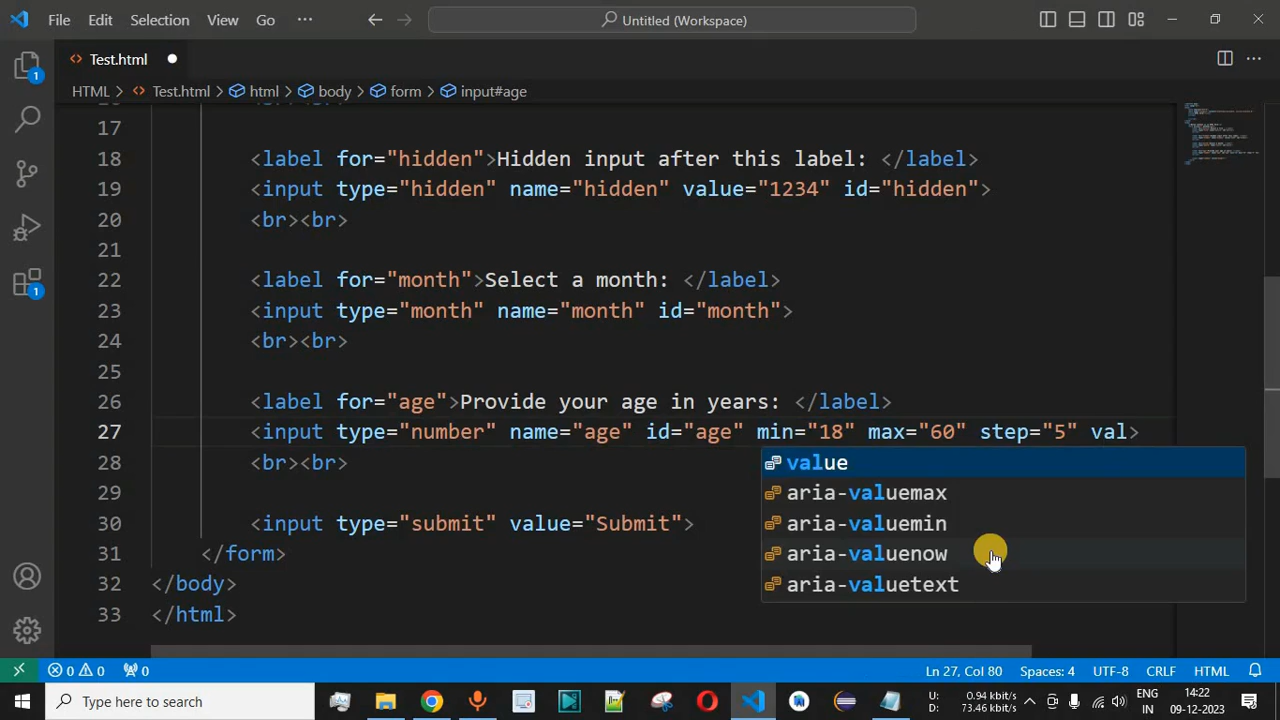 File Edit Selection View Go ··· Untitled (Workspace)
Test.html
HTML > Test.html > html > body > form > input#age
17
18 <label for="hidden">Hidden input after this label: </label>
19 <input type="hidden" name="hidden" value="1234" id="hidden">
20 <br><br>
21
22 <label for="month">Select a month: </label>
23 <input type="month" name="month" id="month">
24 <br><br>
25
26 <label for="age">Provide your age in years: </label>
27 <input type="number" name="age" id="age" min="18" max="60" step="5" val>
28 <br><br>
value
29
aria-valuemax
30 <input type="submit" value="Submit">
aria-valuemin
31 </form>
aria-valuenow
32 </body>
aria-valuetext
33 </html>
1
1
0 0 0 Ln 27, Col 80 Spaces: 4 UTF-8 CRLF HTML
Type here to search
U: 0.94 kbit/s
D: 73.46 kbit/s
ENG
IN
14:22
09-12-2023